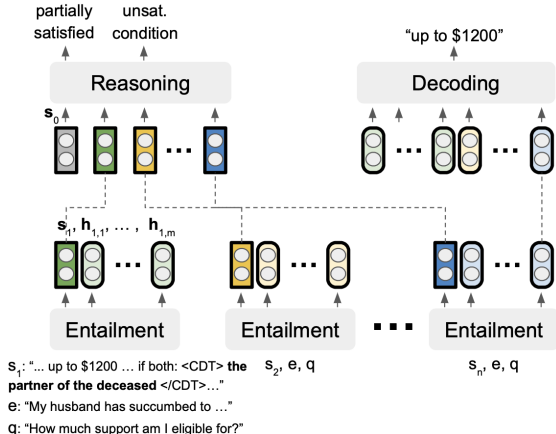 partially satisfied
unsat. condition
"up to $1200"
Reasoning
Decoding
s0
...
...
...
s1, h1,1, ... , h1,m
...
...
...
Entailment
Entailment
...
Entailment
s1: "... up to $1200 ... if both: <CDT> the
partner of the deceased </CDT>..."
s2, e, q
sn, e, q
e: "My husband has succumbed to ..."
q: "How much support am I eligible for?"